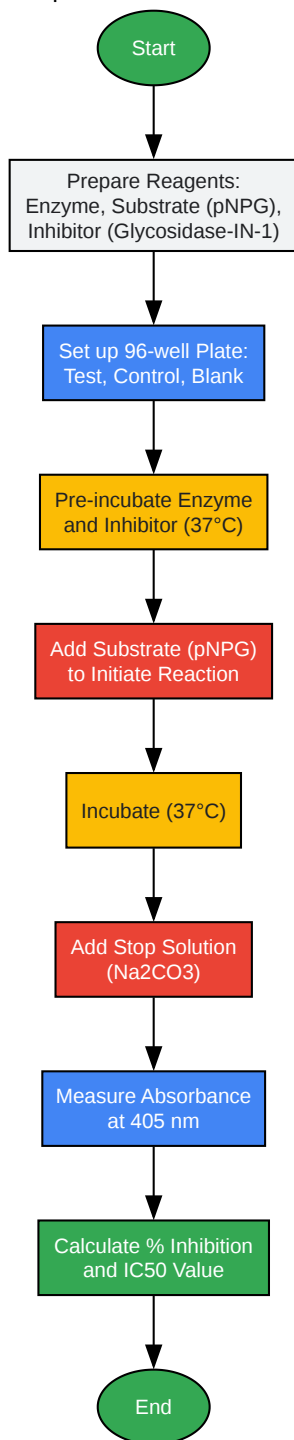 Start
Prepare Reagents:
Enzyme, Substrate (pNPG),
Inhibitor (Glycosidase-IN-1)
Set up 96-well Plate:
Test, Control, Blank
Pre-incubate Enzyme
and Inhibitor (37°C)
Add Substrate (pNPG)
to Initiate Reaction
Incubate (37°C)
Add Stop Solution
(Na2CO3)
Measure Absorbance
at 405 nm
Calculate % Inhibition
and IC50 Value
End